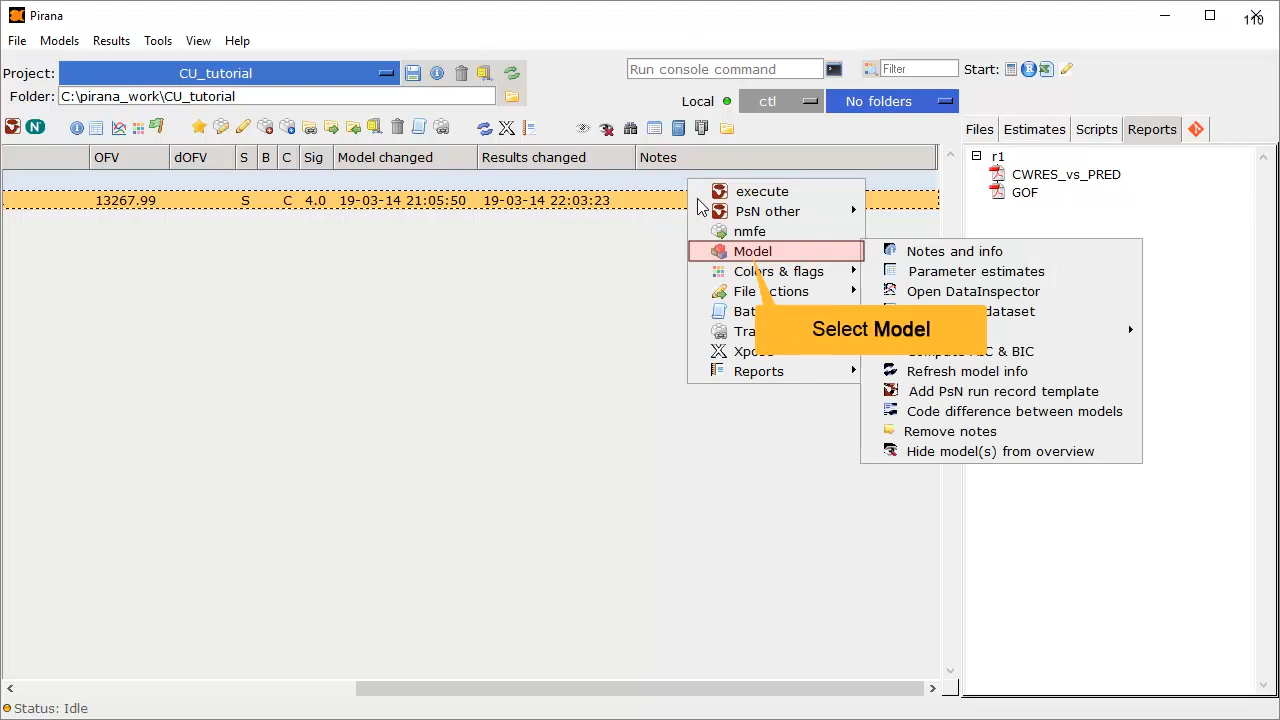 Pirana
110
File Models Results Tools View Help
Project: CU_tutorial
Run console command
Filter
Start:
Folder: C:\pirana_work\CU_tutorial
Local ctl No folders
Files Estimates Scripts Reports
OFV dOFV S C Sig Model changed Results changed Notes
13267.99 S C 4.0 19-03-14 21:05:50 19-03-14 22:03:23
r1
CWRES_vs_PRED
GOF
execute
PsN other
nmfe
Model
Colors & flags
File actions
Reports
Notes and info
Parameter estimates
Open DataInspector
dataset
& BIC
Refresh model info
Add PsN run record template
Code difference between models
Remove notes
Hide model(s) from overview
Select Model
Status: Idle